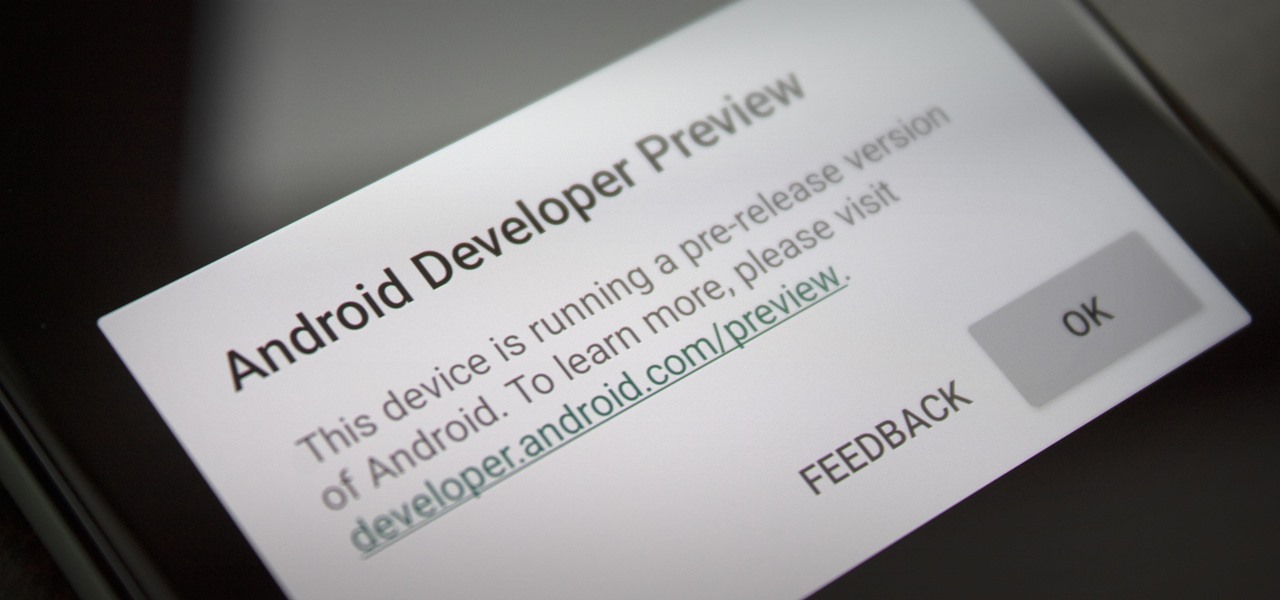 Android Developer Preview
This device is running a pre-release version
of Android. To learn more, please visit
developer.android.com/preview.
FEEDBACK
OK